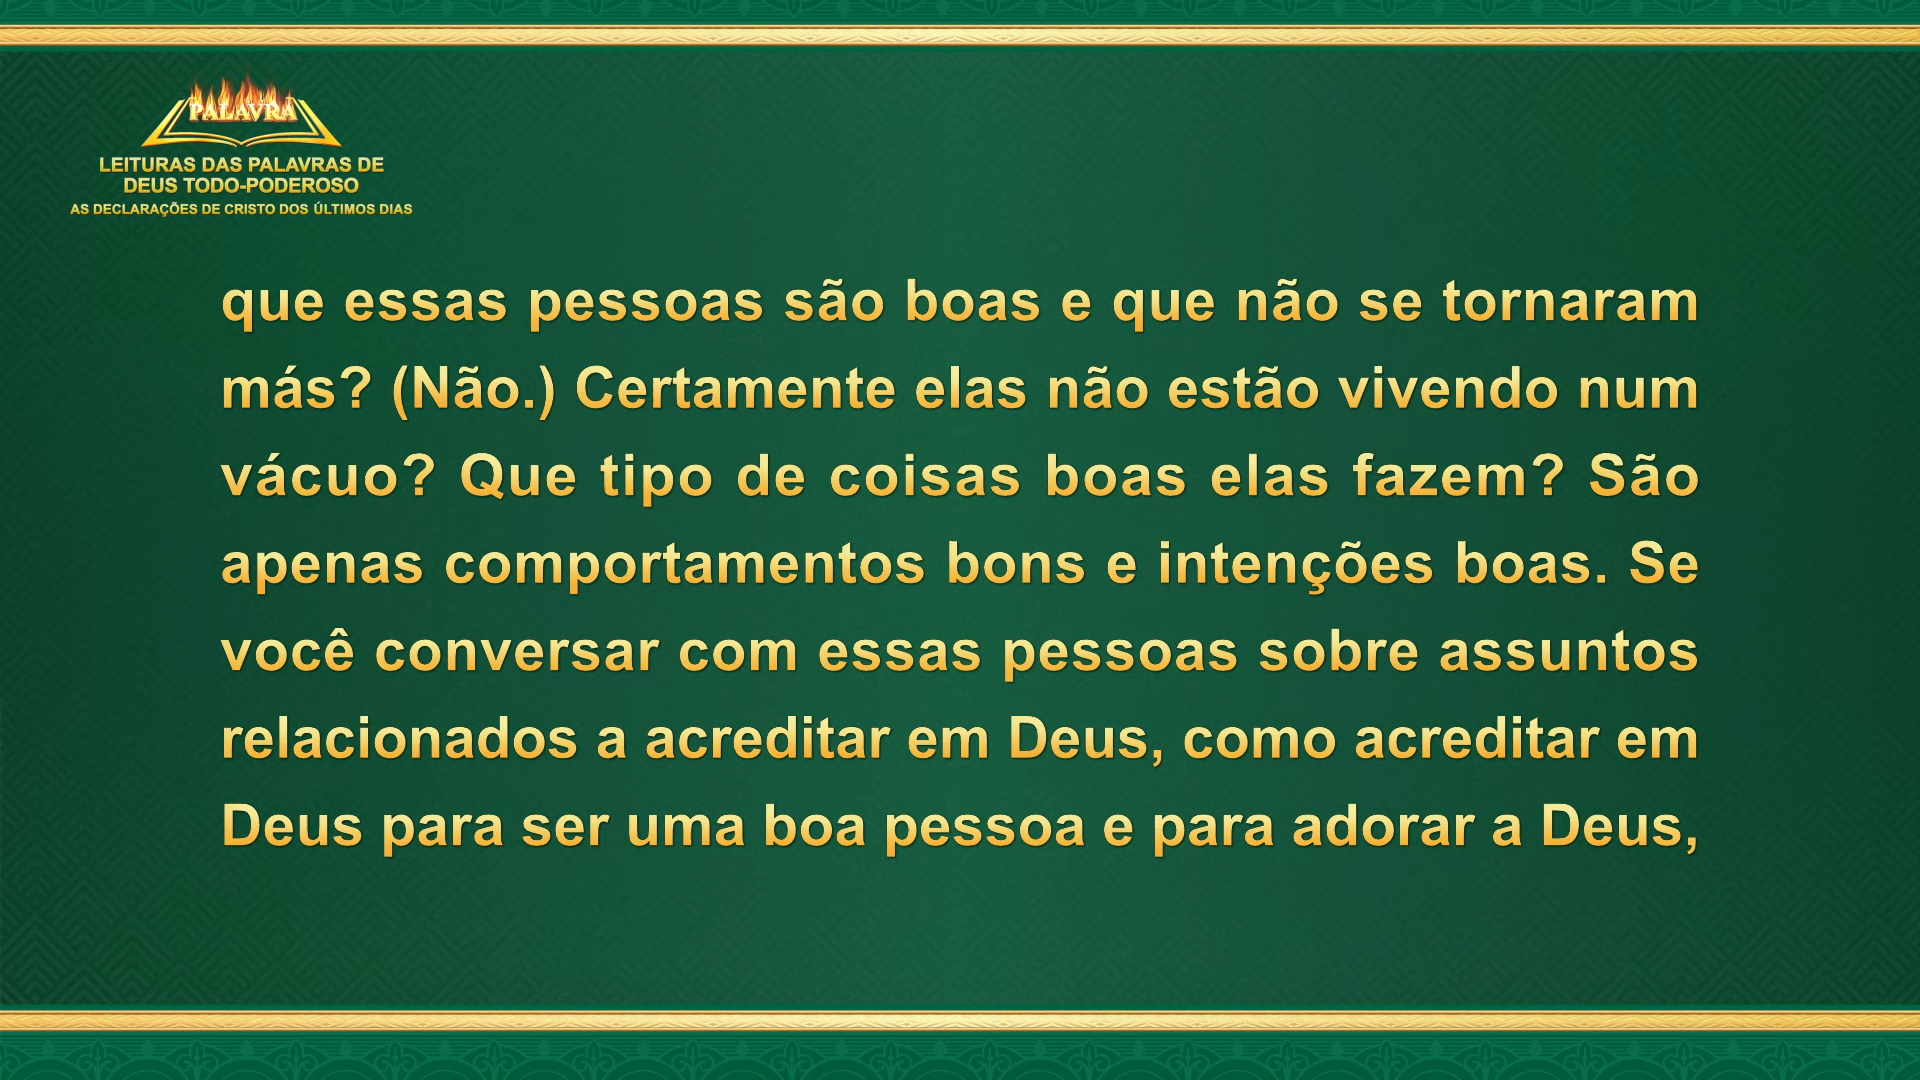 PALAVRA
LEITURAS DAS PALAVRAS DE
DEUS TODO-PODEROSO
AS DECLARAÇÕES DE CRISTO DOS ÚLTIMOS DIAS
que essas pessoas são boas e que não se tornaram
más? (Não.) Certamente elas não estão vivendo num
vácuo? Que tipo de coisas boas elas fazem? São
apenas comportamentos bons e intenções boas. Se
você conversar com essas pessoas sobre assuntos
relacionados a acreditar em Deus, como acreditar em
Deus para ser uma boa pessoa e para adorar a Deus,